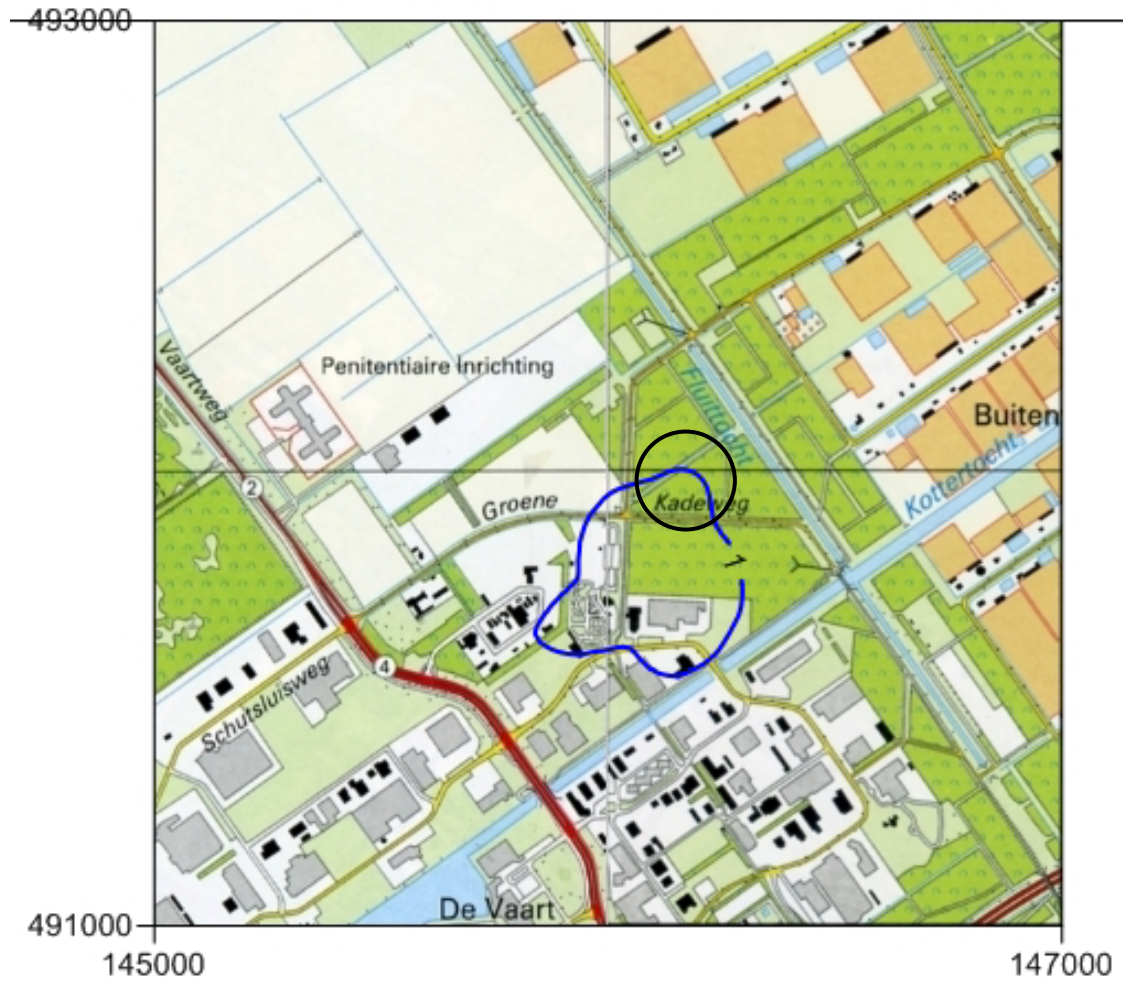 493000
Vaartweg
Penitentiaire Inrichting
Fluittocht
Buiten
2
Groene
Kadeweg
Kottertocht
1
4
Schutsluisweg
De Vaart
491000
145000
147000